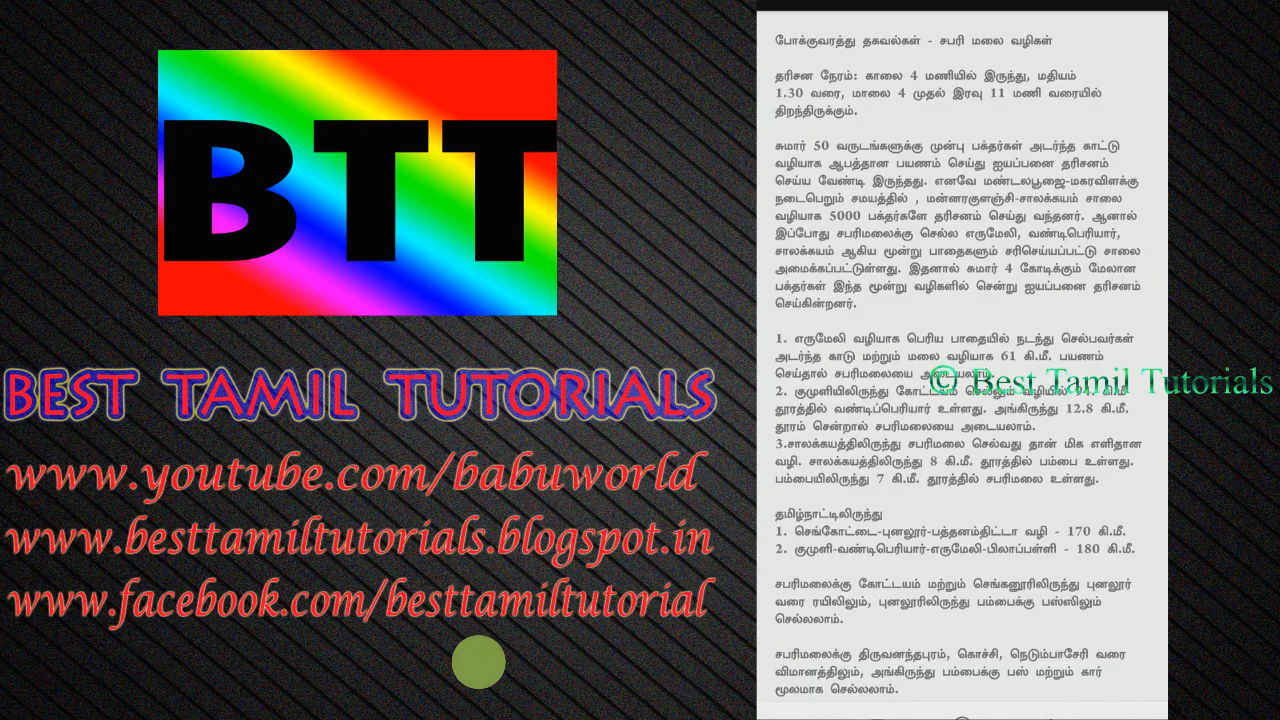 BTT
BEST TAMIL TUTORIALS
www.youtube.com/babuworld
www.besttamiltutorials.blogspot.in
www.facebook.com/besttamiltutorial
போக்குவரத்து தகவல்கள் - சபரி மலை வழிகள்
தரிசன நேரம்: காலை 4 மணியில் இருந்து, மதியம்
1.30 வரை, மாலை 4 முதல் இரவு 11 மணி வரையில்
திறந்திருக்கும்.
சுமார் 50 வருடங்களுக்கு முன்பு பக்தர்கள் அடர்ந்த காட்டு
வழியாக ஆபத்தான பயணம் செய்து ஐயப்பனை தரிசனம்
செய்ய வேண்டி இருந்தது. எனவே மண்டலபூஜை-மகரவிளக்கு
நடைபெறும் சமயத்தில் , மன்னரகுளஞ்சி-சாலக்கயம் சாலை
வழியாக 5000 பக்தர்களே தரிசனம் செய்து வந்தனர். ஆனால்
இப்போது சபரிமலைக்கு செல்ல எருமேலி, வண்டிபெரியார்,
சாலக்கயம் ஆகிய மூன்று பாதைகளும் சரிசெய்யப்பட்டு சாலை
அமைக்கப்பட்டுள்ளது. இதனால் சுமார் 4 கோடிக்கும் மேலான
பக்தர்கள் இந்த மூன்று வழிகளில் சென்று ஐயப்பனை தரிசனம்
செய்கின்றனர்.
1. எருமேலி வழியாக பெரிய பாதையில் நடந்து செல்பவர்கள்
அடர்ந்த காடு மற்றும் மலை வழியாக 61 கி.மீ. பயணம்
செய்தால் சபரிமலையை அடையலாம்.
© Best Tamil Tutorials
2. குமுளியிலிருந்து கோட்டயம் செல்லும் வழியில் 94. கி.மீ
தூரத்தில் வண்டிப்பெரியார் உள்ளது. அங்கிருந்து 12.8 கி.மீ.
தூரம் சென்றால் சபரிமலையை அடையலாம்.
3.சாலக்கயத்திலிருந்து சபரிமலை செல்வது தான் மிக எளிதான
வழி. சாலக்கயத்திலிருந்து 8 கி.மீ. தூரத்தில் பம்பை உள்ளது.
பம்பையிலிருந்து 7 கி.மீ. தூரத்தில் சபரிமலை உள்ளது.
தமிழ்நாட்டிலிருந்து
1. செங்கோட்டை-புனலூர்-பத்தனம்திட்டா வழி - 170 கி.மீ.
2. குமுளி-வண்டிபெரியார்-எருமேலி-பிலாப்பள்ளி - 180 கி.மீ.
சபரிமலைக்கு கோட்டயம் மற்றும் செங்கனூரிலிருந்து புனலூர்
வரை ரயிலிலும், புனலூரிலிருந்து பம்பைக்கு பஸ்ஸிலும்
செல்லலாம்.
சபரிமலைக்கு திருவனந்தபுரம், கொச்சி, நெடும்பாசேரி வரை
விமானத்திலும், அங்கிருந்து பம்பைக்கு பஸ் மற்றும் கார்
மூலமாக செல்லலாம்.